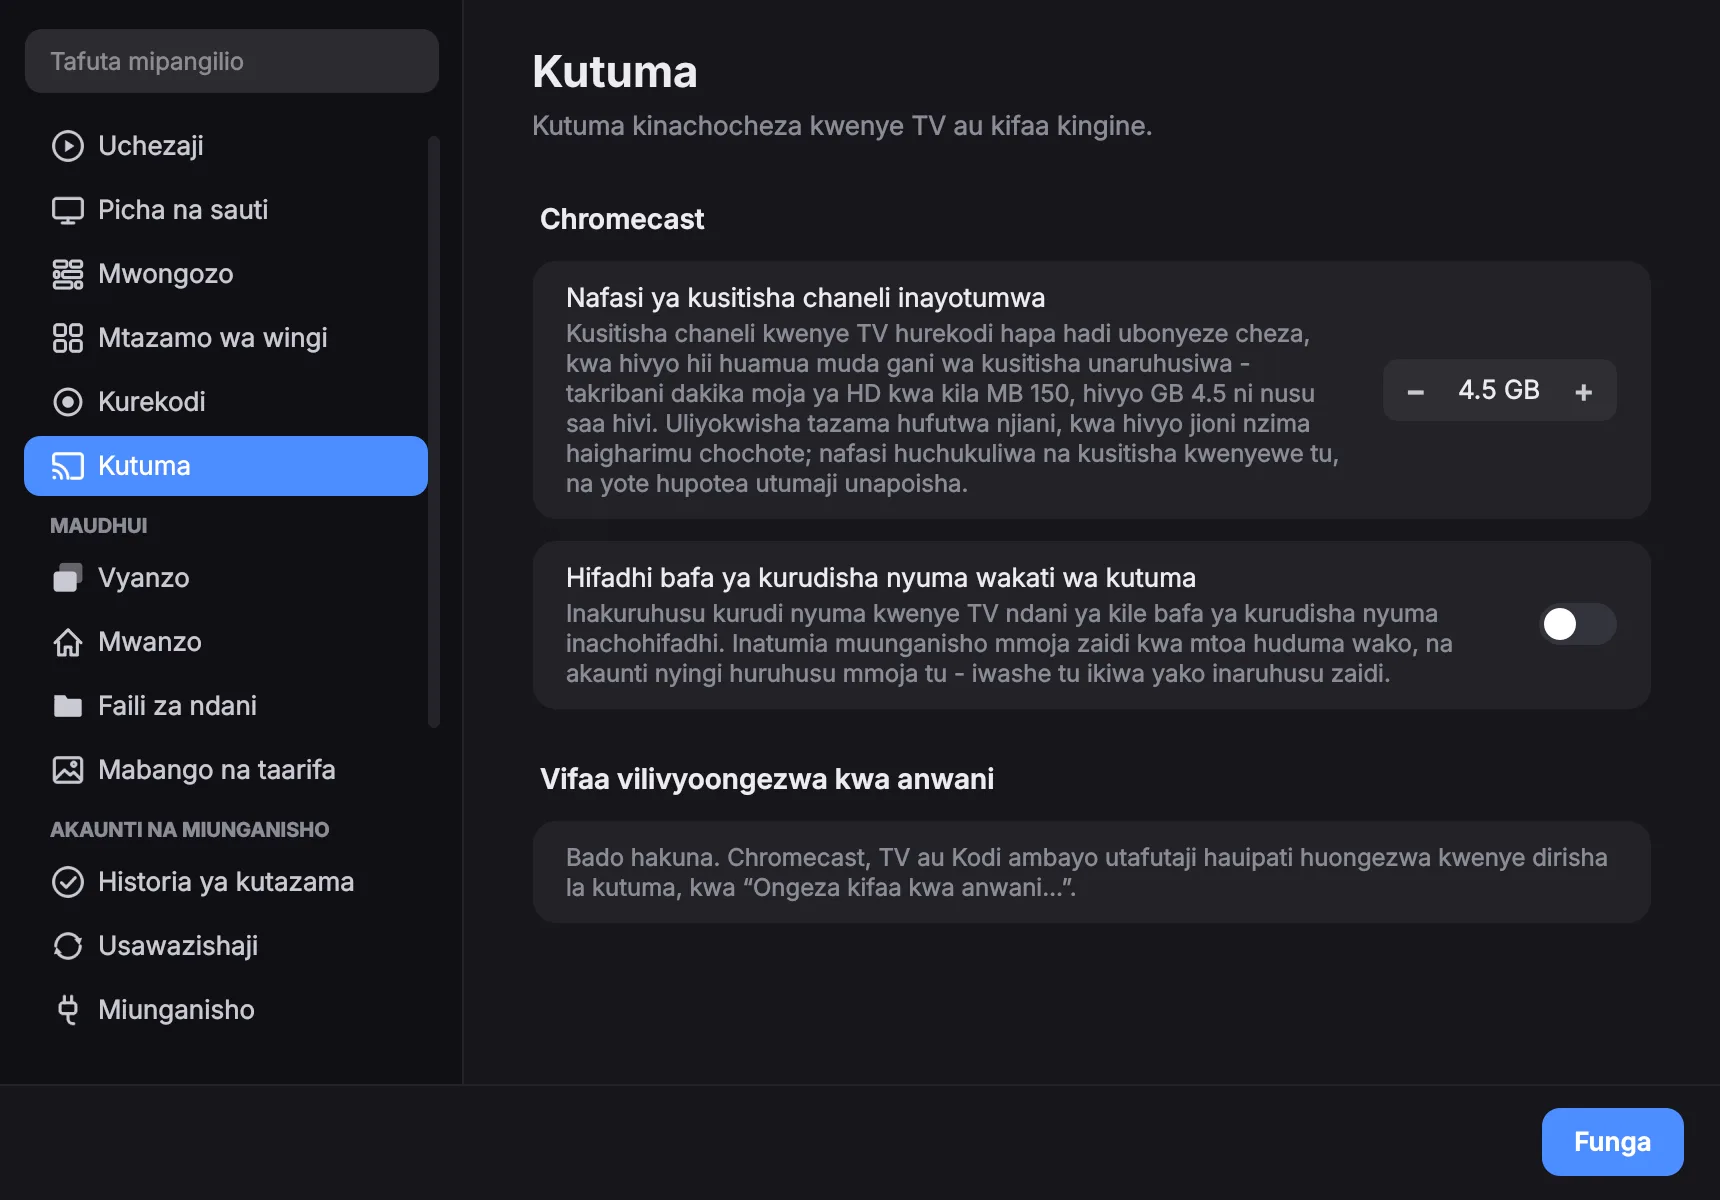 Tafuta mipangilio
Uchezaji
Picha na sauti
Mwongozo
Mtazamo wa wingi
Kurekodi
Kutuma
MAUDHUI
Vyanzo
Mwanzo
Faili za ndani
Mabango na taarifa
AKAUNTI NA MIUNGANISHO
Historia ya kutazama
Usawazishaji
Miunganisho
Kutuma
Kutuma kinachocheza kwenye TV au kifaa kingine.
Chromecast
Nafasi ya kusitisha chaneli inayotumwa
Kusitisha chaneli kwenye TV hurekodi hapa hadi ubonyeze cheza,
kwa hivyo hii huamua muda gani wa kusitisha unaruhusiwa -
takribani dakika moja ya HD kwa kila MB 150, hivyo GB 4.5 ni nusu
saa hivi. Uliyokwisha tazama hufutwa njiani, kwa hivyo jioni nzima
haigharimu chochote; nafasi huchukuliwa na kusitisha kwenyewe tu,
na yote hupotea utumaji unapoisha.
− 4.5 GB +
Hifadhi bafa ya kurudisha nyuma wakati wa kutuma
Inakuruhusu kurudi nyuma kwenye TV ndani ya kile bafa ya kurudisha nyuma
inachohifadhi. Inatumia muunganisho mmoja zaidi kwa mtoa huduma wako, na
akaunti nyingi huruhusu mmoja tu - iwashe tu ikiwa yako inaruhusu zaidi.
Vifaa vilivyoongezwa kwa anwani
Bado hakuna. Chromecast, TV au Kodi ambayo utafutaji hauipati huongezwa kwenye dirisha
la kutuma, kwa “Ongeza kifaa kwa anwani...”.
Funga